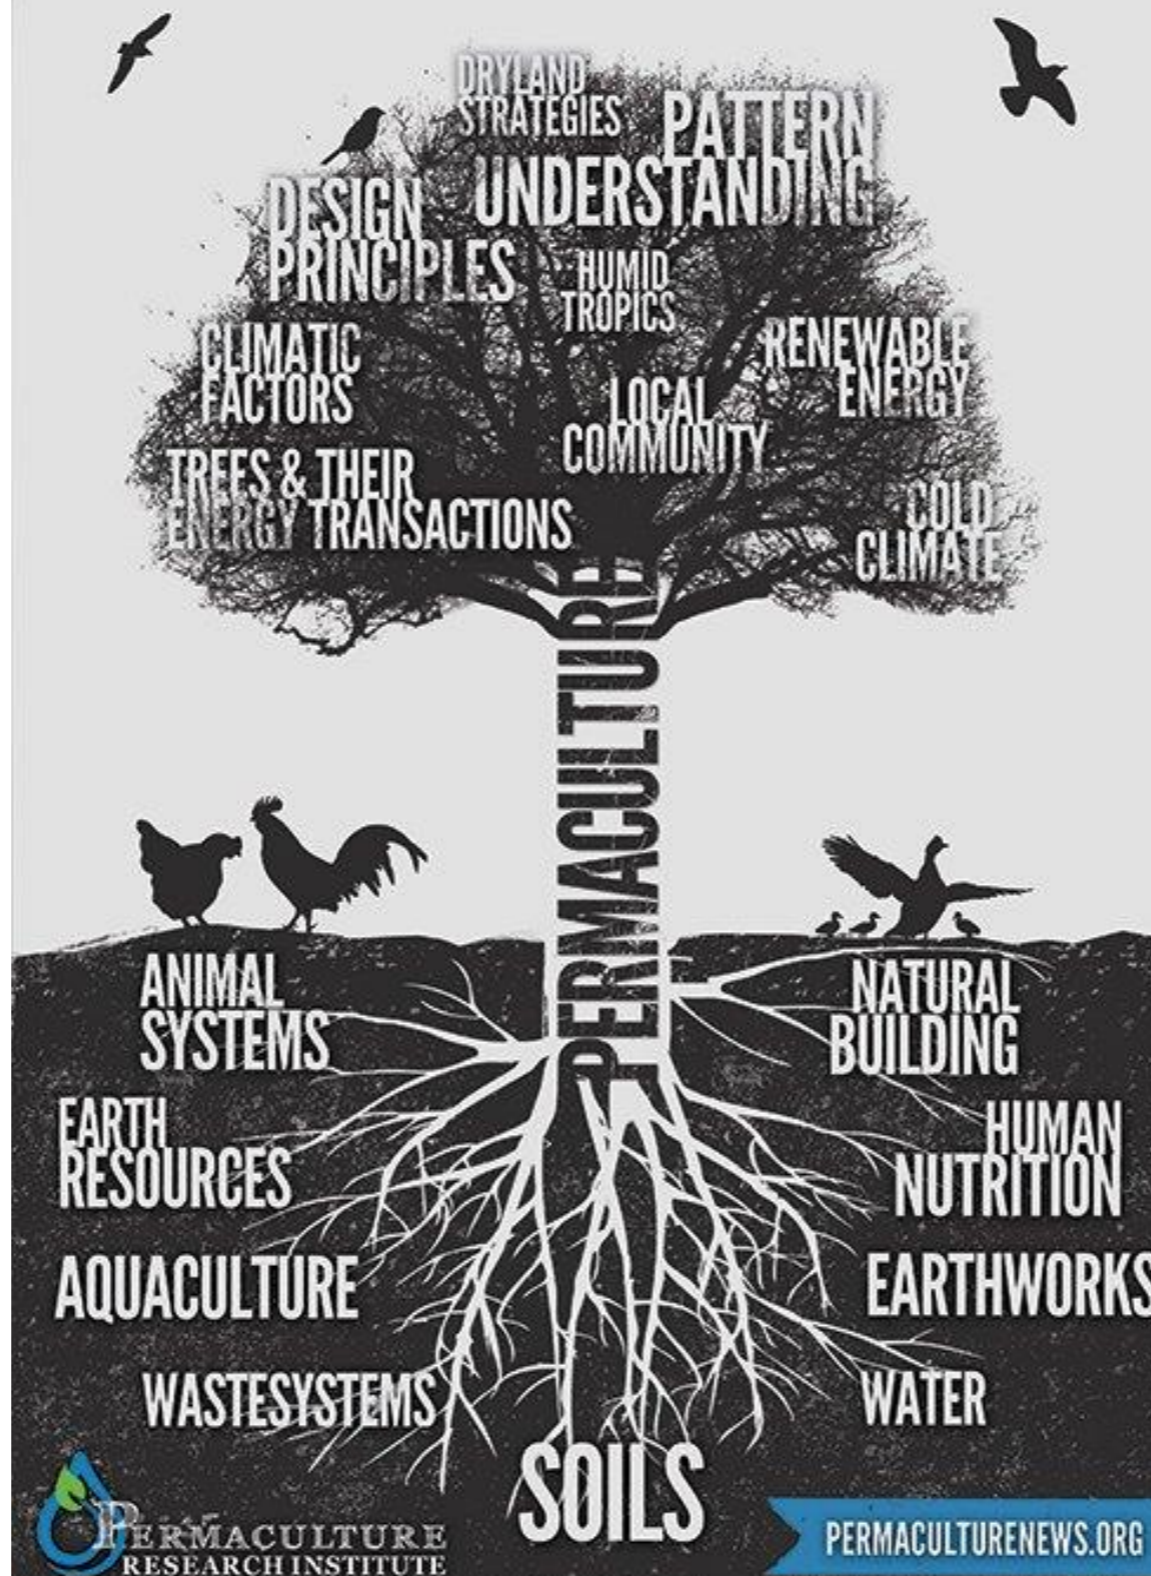 DRYLAND
STRATEGIES
PATTERN
UNDERSTANDING
DESIGN
PRINCIPLES
HUMID
TROPICS
CLIMATIC
FACTORS
RENEWABLE
ENERGY
LOCAL
COMMUNITY
TREES & THEIR
ENERGY TRANSACTIONS
COLD
CLIMATE
PERMACULTURE
ANIMAL
SYSTEMS
NATURAL
BUILDING
EARTH
RESOURCES
HUMAN
NUTRITION
AQUACULTURE
EARTHWORKS
WASTESYSTEMS
WATER
SOILS
PERMACULTURE
RESEARCH INSTITUTE
PERMACULTURENEWS.ORG